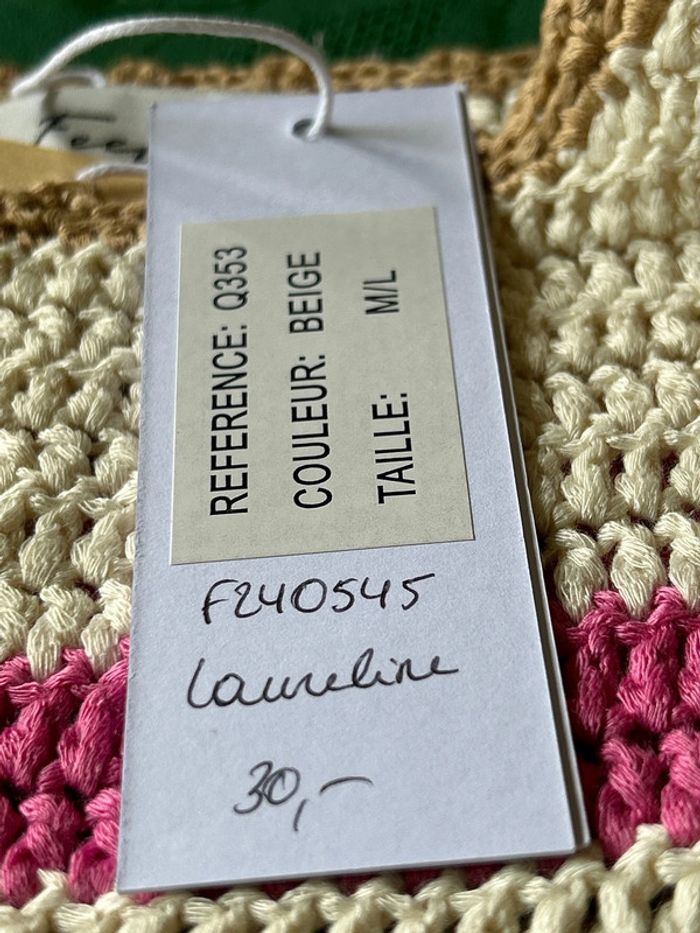 REFERENCE: Q353
COULEUR: BEIGE
TAILLE: M/L
F240545
Laureline
30,-